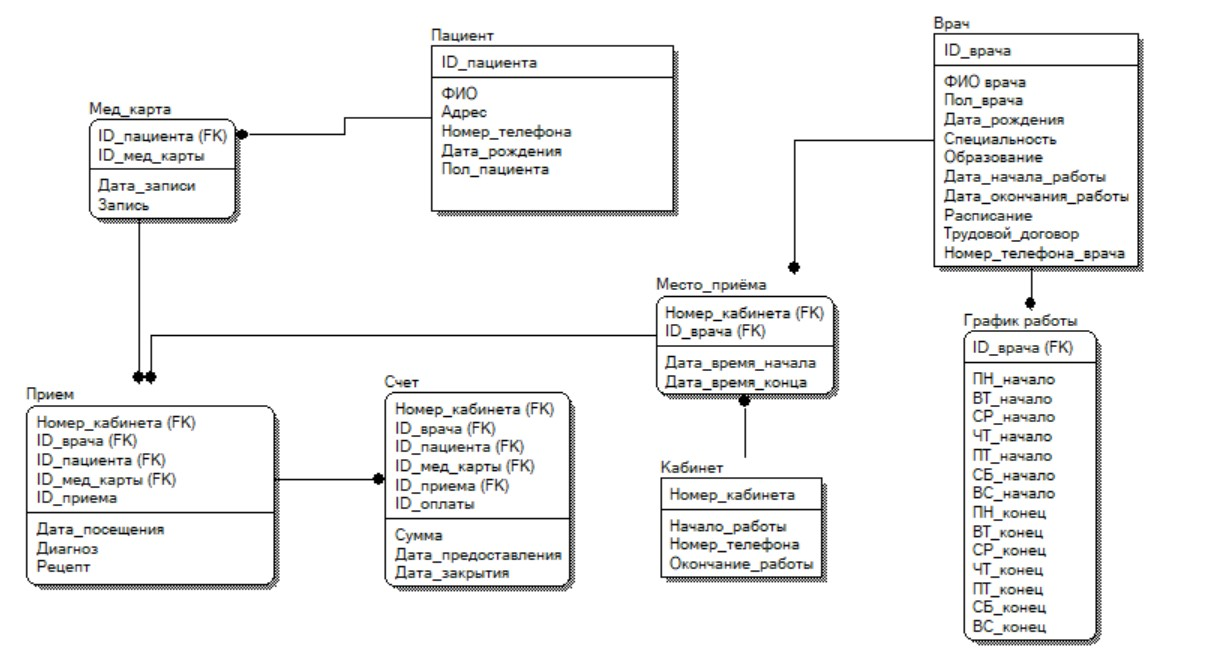 Пациент
ID_пациента
ФИО
Адрес
Номер_телефона
Дата_рождения
Пол_пациента
Врач
ID_врача
ФИО врача
Пол_врача
Дата_рождения
Специальность
Образование
Дата_начала_работы
Дата_окончания_работы
Расписание
Трудовой_договор
Номер_телефона_врача
Мед_карта
ID_пациента (FK)
ID_мед_карты
Дата_записи
Запись
Место_приёма
Номер_кабинета (FK)
ID_врача (FK)
Дата_время_начала
Дата_время_конца
График работы
ID_врача (FK)
ПН_начало
ВТ_начало
СР_начало
ЧТ_начало
ПТ_начало
СБ_начало
ВС_начало
ПН_конец
ВТ_конец
СР_конец
ЧТ_конец
ПТ_конец
СБ_конец
ВС_конец
Прием
Номер_кабинета (FK)
ID_врача (FK)
ID_пациента (FK)
ID_мед_карты (FK)
ID_приема
Дата_посещения
Диагноз
Рецепт
Счет
Номер_кабинета (FK)
ID_врача (FK)
ID_пациента (FK)
ID_мед_карты (FK)
ID_приема (FK)
ID_оплаты
Сумма
Дата_предоставления
Дата_закрытия
Кабинет
Номер_кабинета
Начало_работы
Номер_телефона
Окончание_работы